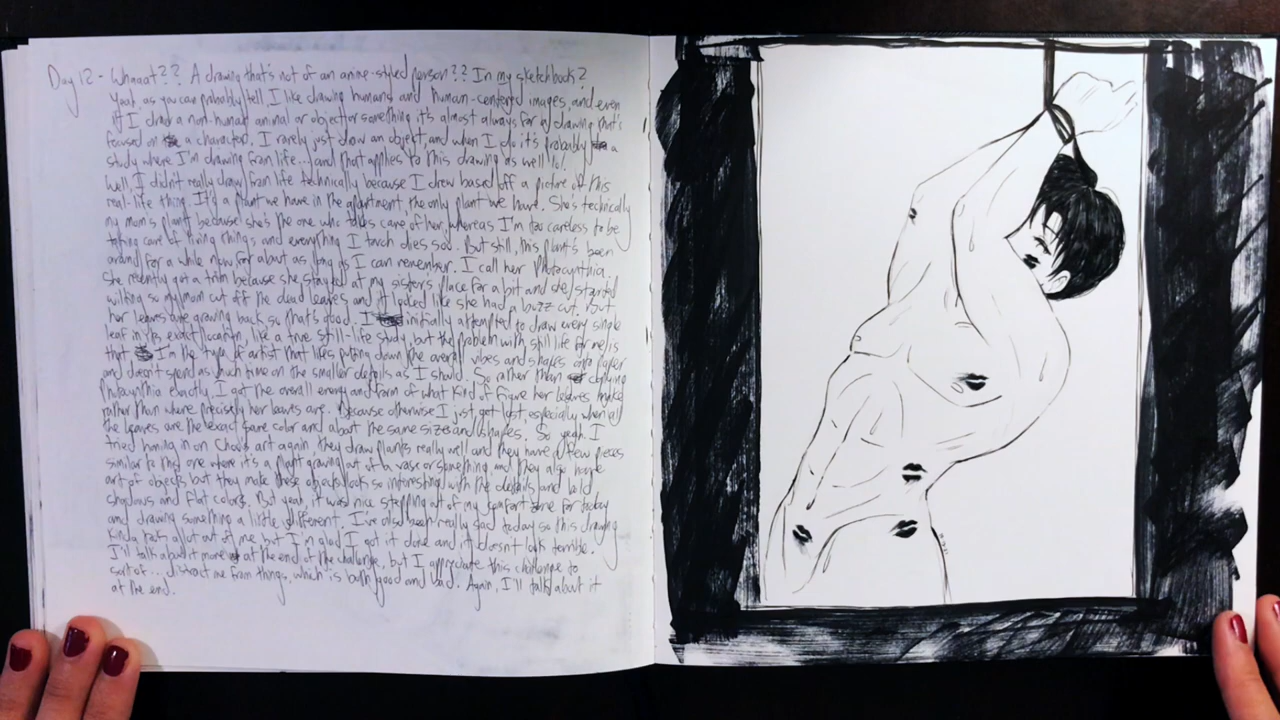 Day 12 - Whaaat?? A drawing that's not of an anime-styled person?? In my sketchbook?
Yeah, as you can probably tell, I like drawing humans and human-centered images, and even
if I draw a non-human animal or object or something it's almost always for a drawing that's
focused on a character. I rarely just draw an object, and when I do it's probably a
study where I'm drawing from life... and that applies to this drawing as well lol.
Well, I didn't really draw from life technically because I drew based off a picture of this
real-life thing. It's a plant we have in the apartment, the only plant we have. She's technically
my mom's plant because she's the one who takes care of her, whereas I'm too careless to be
taking care of living things and everything I touch dies so.. But still, this plant's been
around for a while now for about as long as I can remember. I call her Photocynthia.
She recently got a trim because she stayed at my sister's place for a bit and she started
wilting so my mom cut off the dead leaves and it looked like she had a buzz cut. But
her leaves are growing back so that's good. I initially attempted to draw every single
leaf in its exact location, like a true still-life study, but the problem with still life for me is
that I'm the type of artist that likes putting down the overall vibes and shapes onto paper
and doesn't spend as much time on the smaller details as I should. So rather than copying
Photocynthia exactly, I got the overall energy and form of what kind of figure her leaves make
rather than where precisely her leaves are. Because otherwise I just get lost especially when all
the leaves are the exact same color and about the same sizes and shapes. So yeah. I
tried honing in on art again, they draw plants really well and they have a few pieces
similar to this one where it's a plant growing out of a vase or something, and they also have
art of objects but they make these objects look so interesting with the details and bold
shadows and flat colors. But yeah, it was nice stepping out of my comfort zone for today
and drawing something a little different. I've also been really sad today so this drawing
kinda took a lot out of me but I'm glad I got it done and it doesn't look terrible.
I'll talk about it more at the end of the challenge, but I appreciate this challenge to
sort of... distract me from things, which is both good and bad. Again, I'll talk about it
at the end.